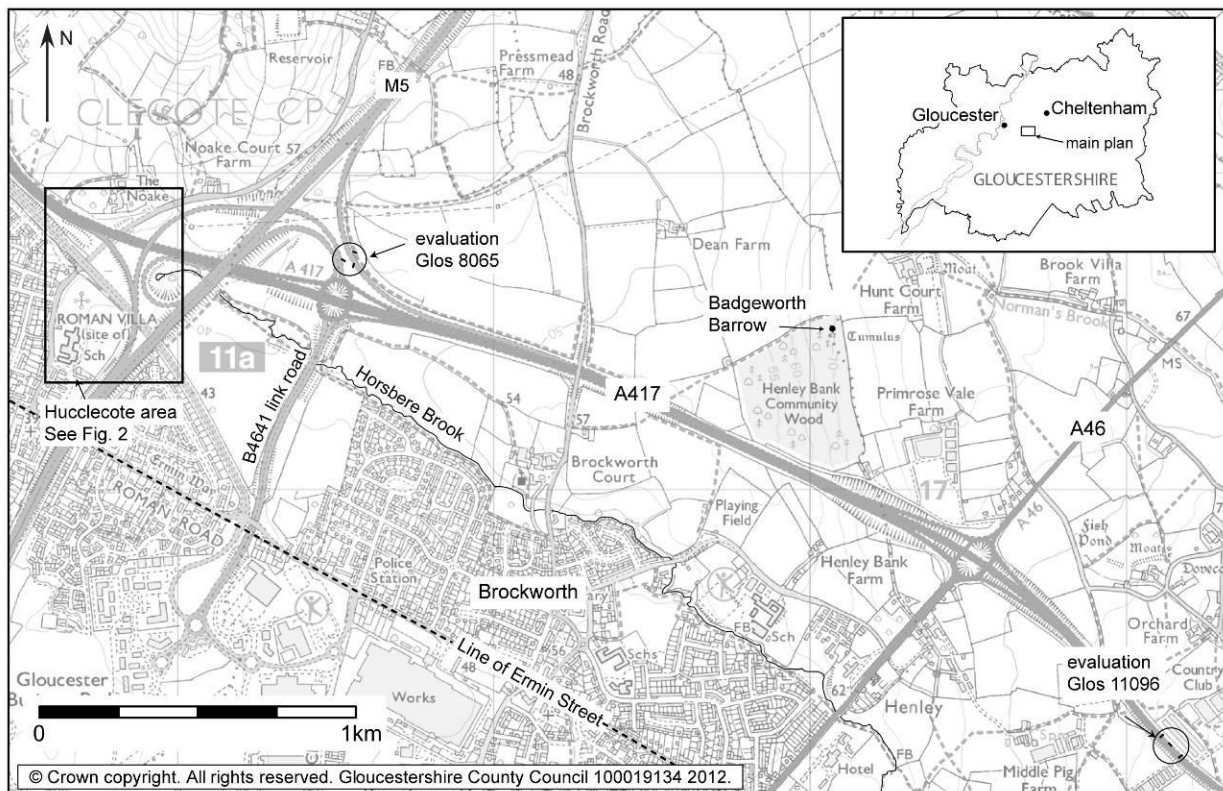 N
Reservoir
FB
M5
Pressmead
Farm
48
Brockworth Road
CLECOTE CP
Noake Court
Farm
57
The
Noake
evaluation
Glos 8065
A 417
ROMAN VILLA
(site of)
Sch
11a
Hucclecote area
See Fig. 2
43
B4641 link road
Horsbere Brook
54
57
A417
Dean Farm
Badgeworth
Barrow
Tumulus
Henley Bank
Community
Wood
Moat
Hunt Court
Farm
Brook Villa
Farm
Norman's Brook
67
MS
Primrose Vale
Farm
A46
17
A 46
Fish
Pond
Moat
Orchard
Farm
Country
Club
evaluation
Glos 11096
Brockworth
Court
Playing
Field
Henley Bank
Farm
FB
Sch
Ermin Way
ROMAN ROAD
Police
Station
Brockworth
56
Schs
48
Line of Ermin Street
Works
Gloucester
62
Henley
FB
Hotel
Middle Pig
Farm
0
1km
© Crown copyright. All rights reserved. Gloucestershire County Council 100019134 2012.
Gloucester
Cheltenham
main plan
GLOUCESTERSHIRE